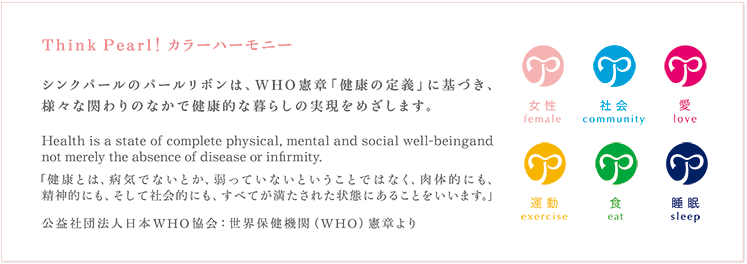 Think Pearl! カラーハーモニー
シンクパールのパールリボンは、WHO憲章「健康の定義」に基づき、
様々な関わりのなかで健康的な暮らしの実現をめざします。
Health is a state of complete physical, mental and social well-beingand
not merely the absence of disease or infirmity.
「健康とは、病気でないとか、弱っていないということではなく、肉体的にも、
精神的にも、そして社会的にも、すべてが満たされた状態にあることをいいます。」
公益社団法人日本WHO協会：世界保健機関（WHO）憲章より
女性
female
社会
community
愛
love
運動
exercise
食
eat
睡眠
sleep